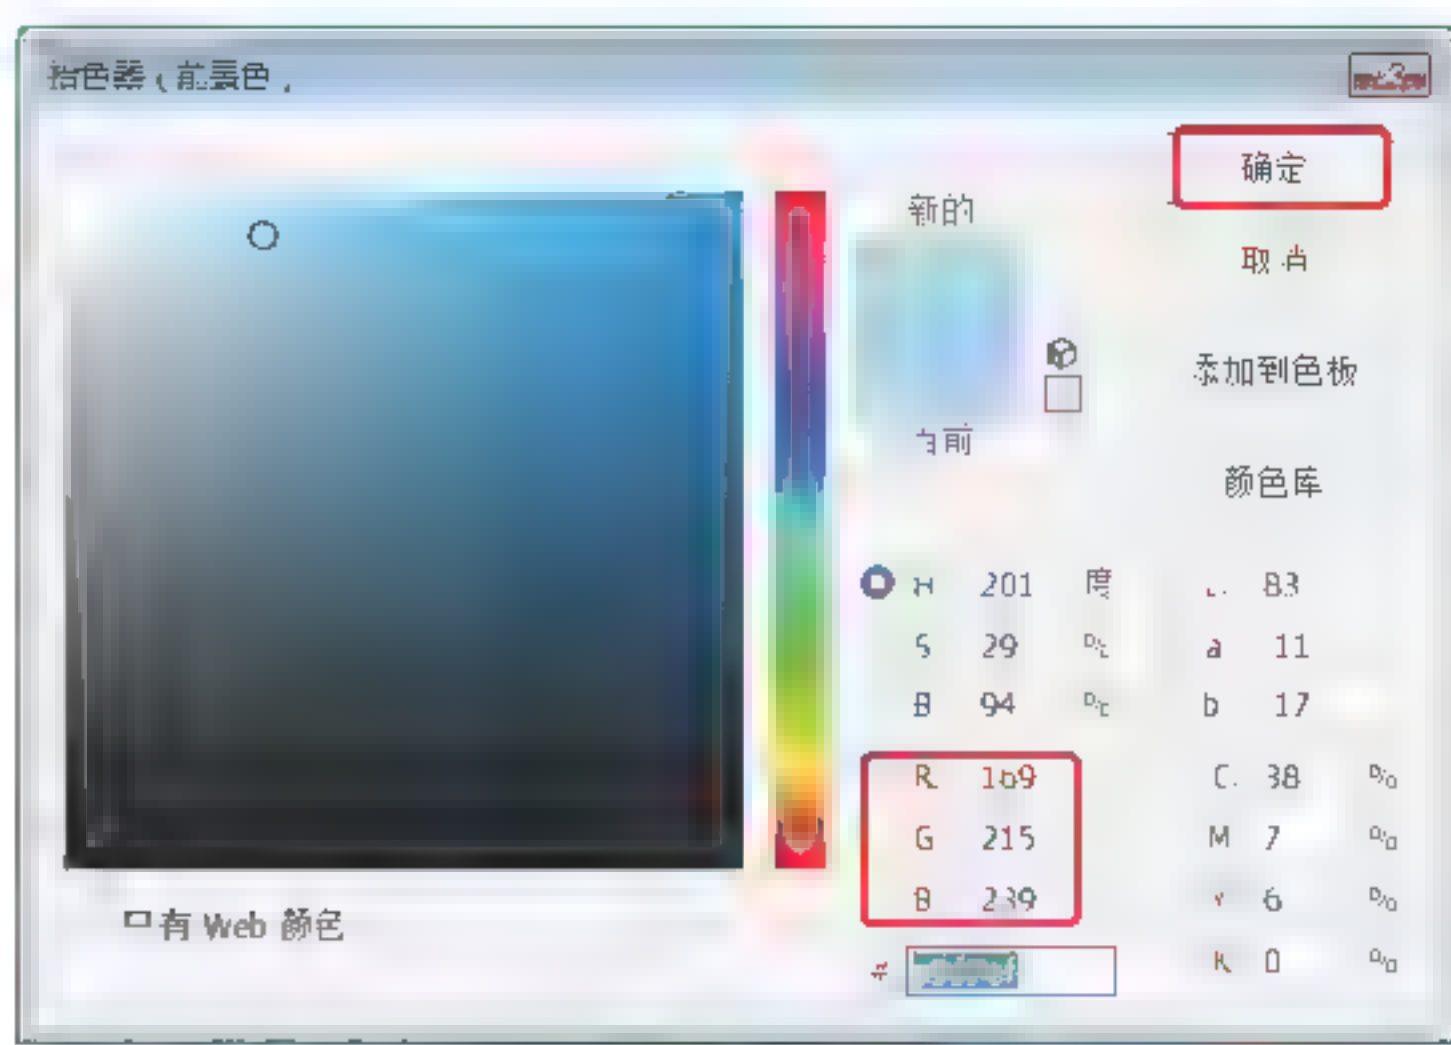 拾色器（前景色）
确定
新的
取消
添加到色板
当前
颜色库
H 201 度 83
S 29 % a 11
B 94 % b 17
R 169 C: 38 %
G 215 M 7 %
B 239 Y 6 %
# K 0 %
只有 Web 颜色